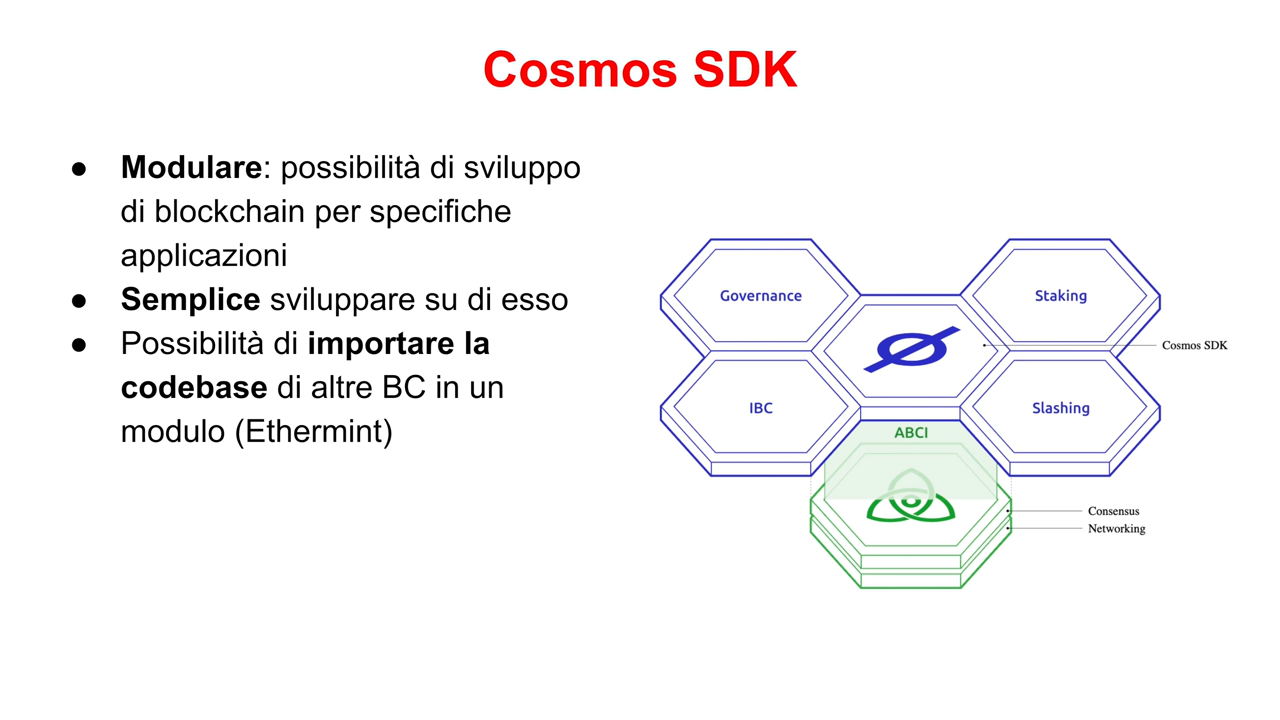 Cosmos SDK
● Modulare: possibilità di sviluppo
di blockchain per specifiche
applicazioni
● Semplice sviluppare su di esso
● Possibilità di importare la
codebase di altre BC in un
modulo (Ethermint)
Governance
Staking
Cosmos SDK
IBC
Slashing
ABCI
Consensus
Networking